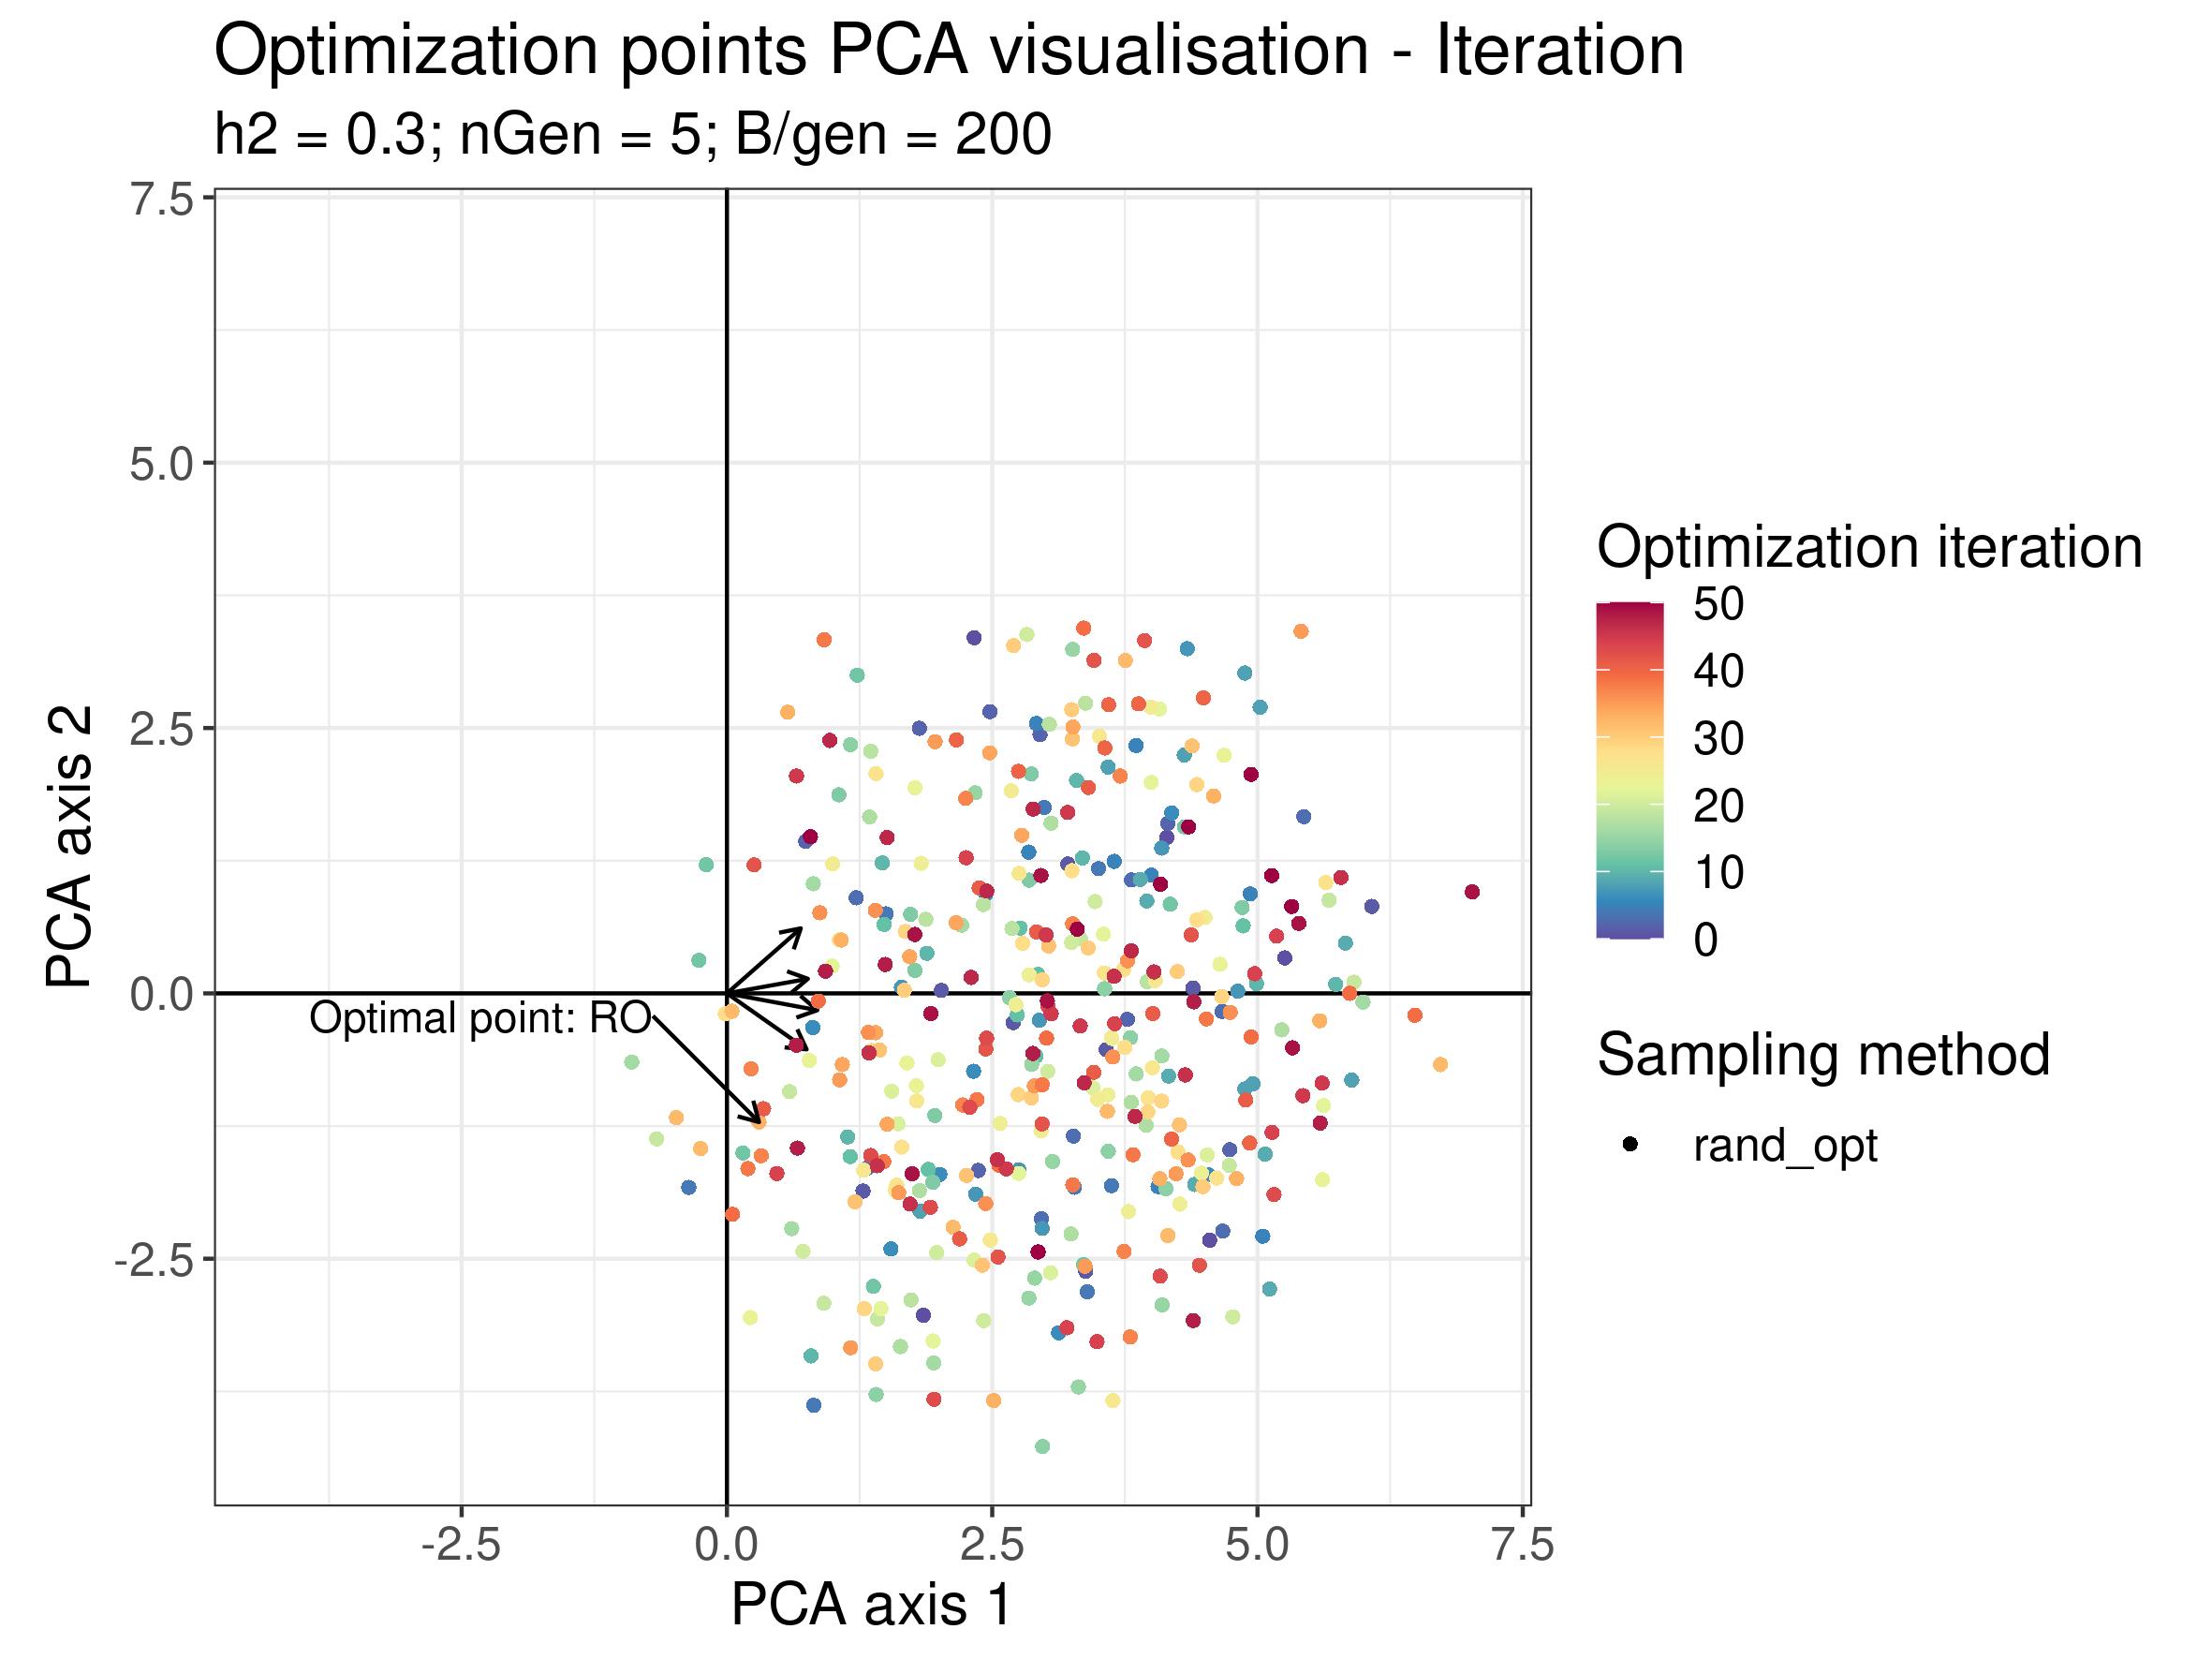 Optimization points PCA visualisation - Iteration
h2 = 0.3; nGen = 5; B/gen = 200
7.5
5.0
2.5
0.0
-2.5
PCA axis 2
Optimal point: RO
-2.5
0.0
2.5
5.0
7.5
PCA axis 1
Optimization iteration
50
40
30
20
10
0
Sampling method
rand_opt